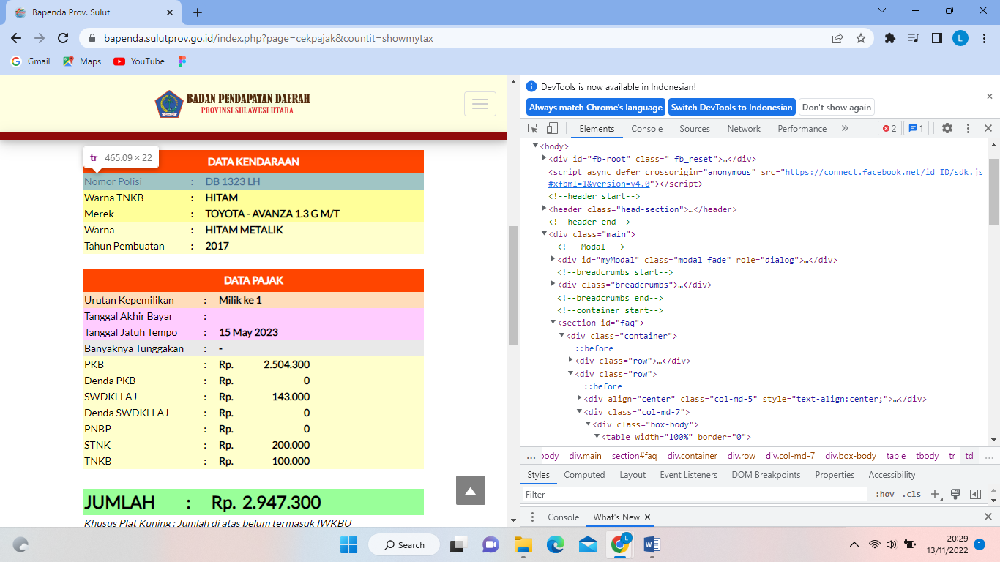 Bapenda Prov. Sulut
bapenda.sulutprov.go.id/index.php?page=cekpajak&countit=showmytax
L
Gmail Maps YouTube
BADAN PENDAPATAN DAERAH
PROVINSI SULAWESI UTARA
tr 465.09 × 22
DATA KENDARAAN
Nomor Polisi : DB 1323 LH
Warna TNKB : HITAM
Merek : TOYOTA - AVANZA 1.3 G M/T
Warna : HITAM METALIK
Tahun Pembuatan : 2017
DATA PAJAK
Urutan Kepemilikan : Milik ke 1
Tanggal Akhir Bayar :
Tanggal Jatuh Tempo : 15 May 2023
Banyaknya Tunggakan : -
PKB : Rp. 2.504.300
Denda PKB : Rp. 0
SWDKLLAJ : Rp. 143.000
Denda SWDKLLAJ : Rp. 0
PNBP : Rp. 0
STNK : Rp. 200.000
TNKB : Rp. 100.000
JUMLAH : Rp. 2.947.300
Khusus Plat Kuning : Jumlah di atas belum termasuk IWKBU
DevTools is now available in Indonesian!
Always match Chrome's language Switch DevTools to Indonesian Don't show again
Elements Console Sources Network Performance » 2 1
<body>
<div id="fb-root" class=" fb_reset">…</div>
<script async defer crossorigin="anonymous" src="https://connect.facebook.net/id_ID/sdk.js
#xfbml=1&version=v4.0"></script>
<!--header start-->
<header class="head-section">…</header>
<!--header end-->
<div class="main">
<!-- Modal -->
<div id="myModal" class="modal fade" role="dialog">…</div>
<!--breadcrumbs start-->
<div class="breadcrumbs">…</div>
<!--breadcrumbs end-->
<!--container start-->
<section id="faq">
<div class="container">
::before
<div class="row">…</div>
<div class="row">
::before
<div align="center" class="col-md-5" style="text-align:center;">…</div>
<div class="col-md-7">
<div class="box-body">
<table width="100%" border="0">
… body div.main section#faq div.container div.row div.col-md-7 div.box-body table tbody tr td …
Styles Computed Layout Event Listeners DOM Breakpoints Properties Accessibility
Filter :hov .cls
Console What's New
Search
L
20:29
13/11/2022
1